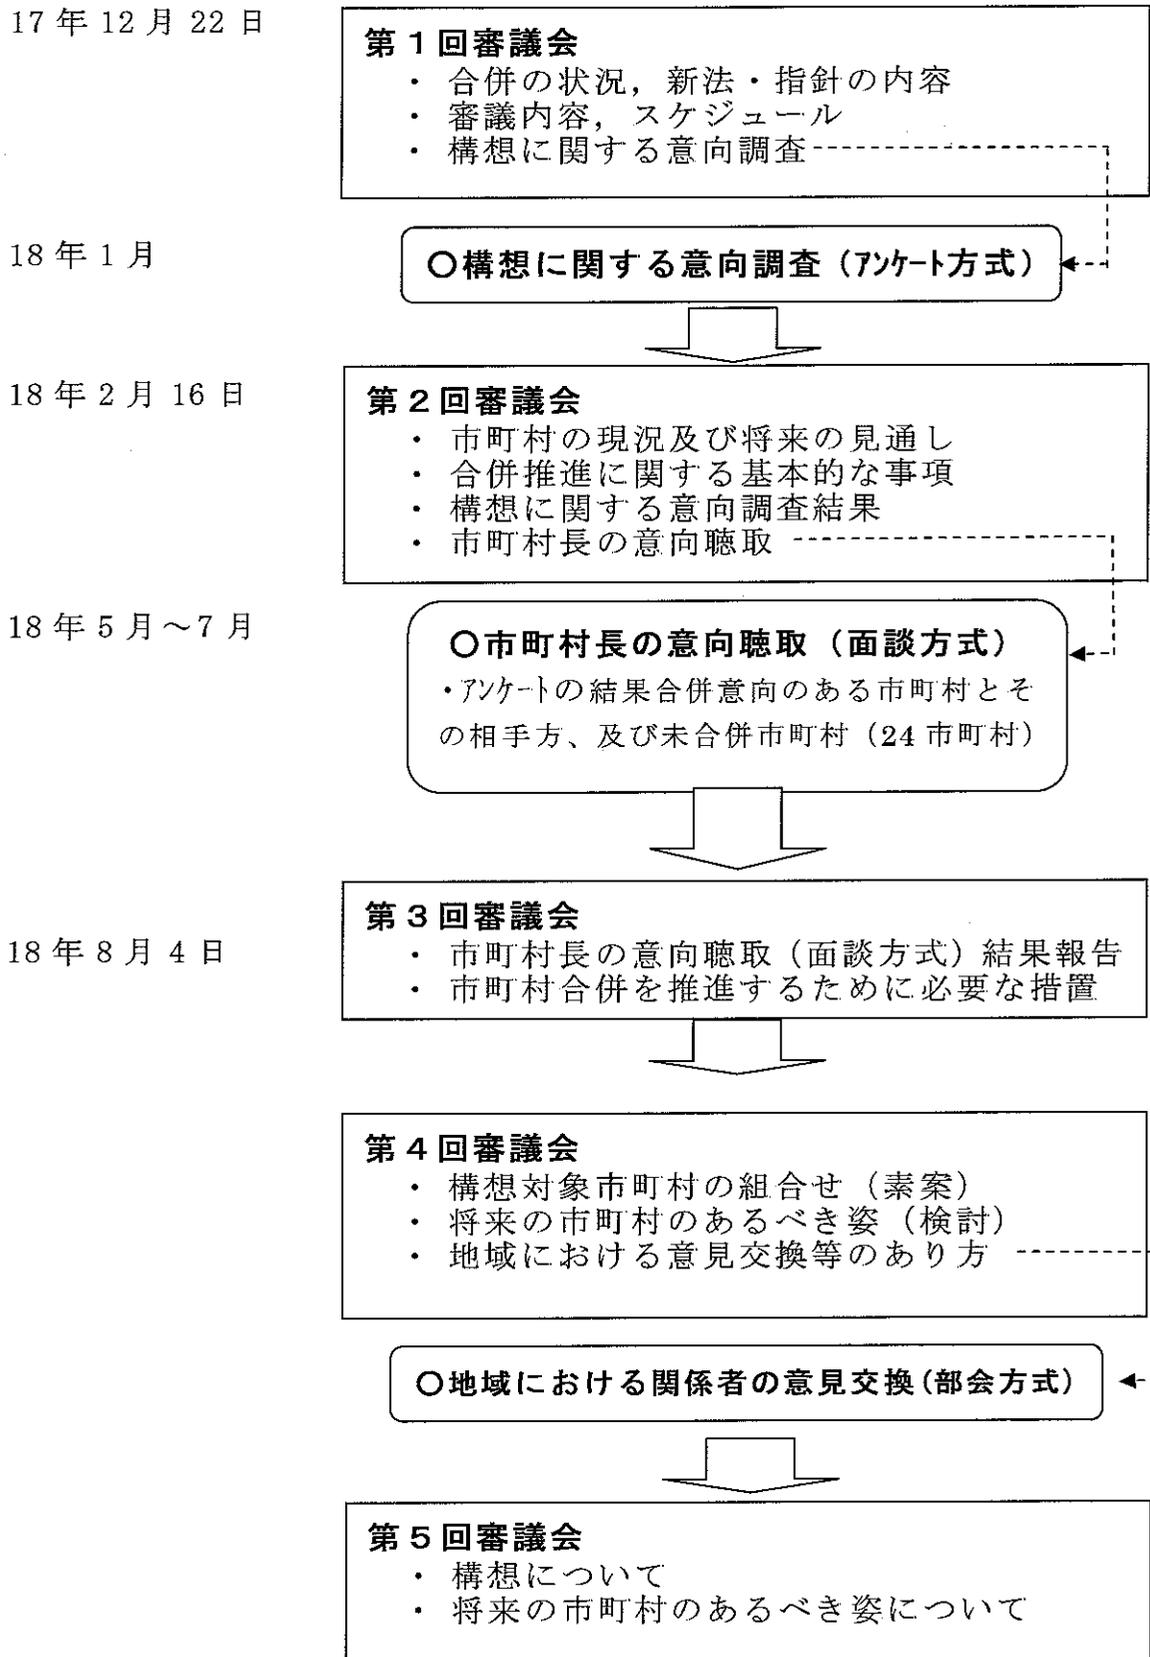 17年12月22日
第1回審議会
・ 合併の状況，新法・指針の内容
・ 審議内容，スケジュール
・ 構想に関する意向調査
18年1月
〇構想に関する意向調査（ｱﾝｹｰﾄ方式）
18年2月16日
第2回審議会
・ 市町村の現況及び将来の見通し
・ 合併推進に関する基本的な事項
・ 構想に関する意向調査結果
・ 市町村長の意向聴取
18年5月～7月
〇市町村長の意向聴取（面談方式）
・ｱﾝｹｰﾄの結果合併意向のある市町村とそ
の相手方、及び未合併市町村（24市町村）
18年8月4日
第3回審議会
・ 市町村長の意向聴取（面談方式）結果報告
・ 市町村合併を推進するために必要な措置
第4回審議会
・ 構想対象市町村の組合せ（素案）
・ 将来の市町村のあるべき姿（検討）
・ 地域における意見交換等のあり方
〇地域における関係者の意見交換(部会方式)
第5回審議会
・ 構想について
・ 将来の市町村のあるべき姿について